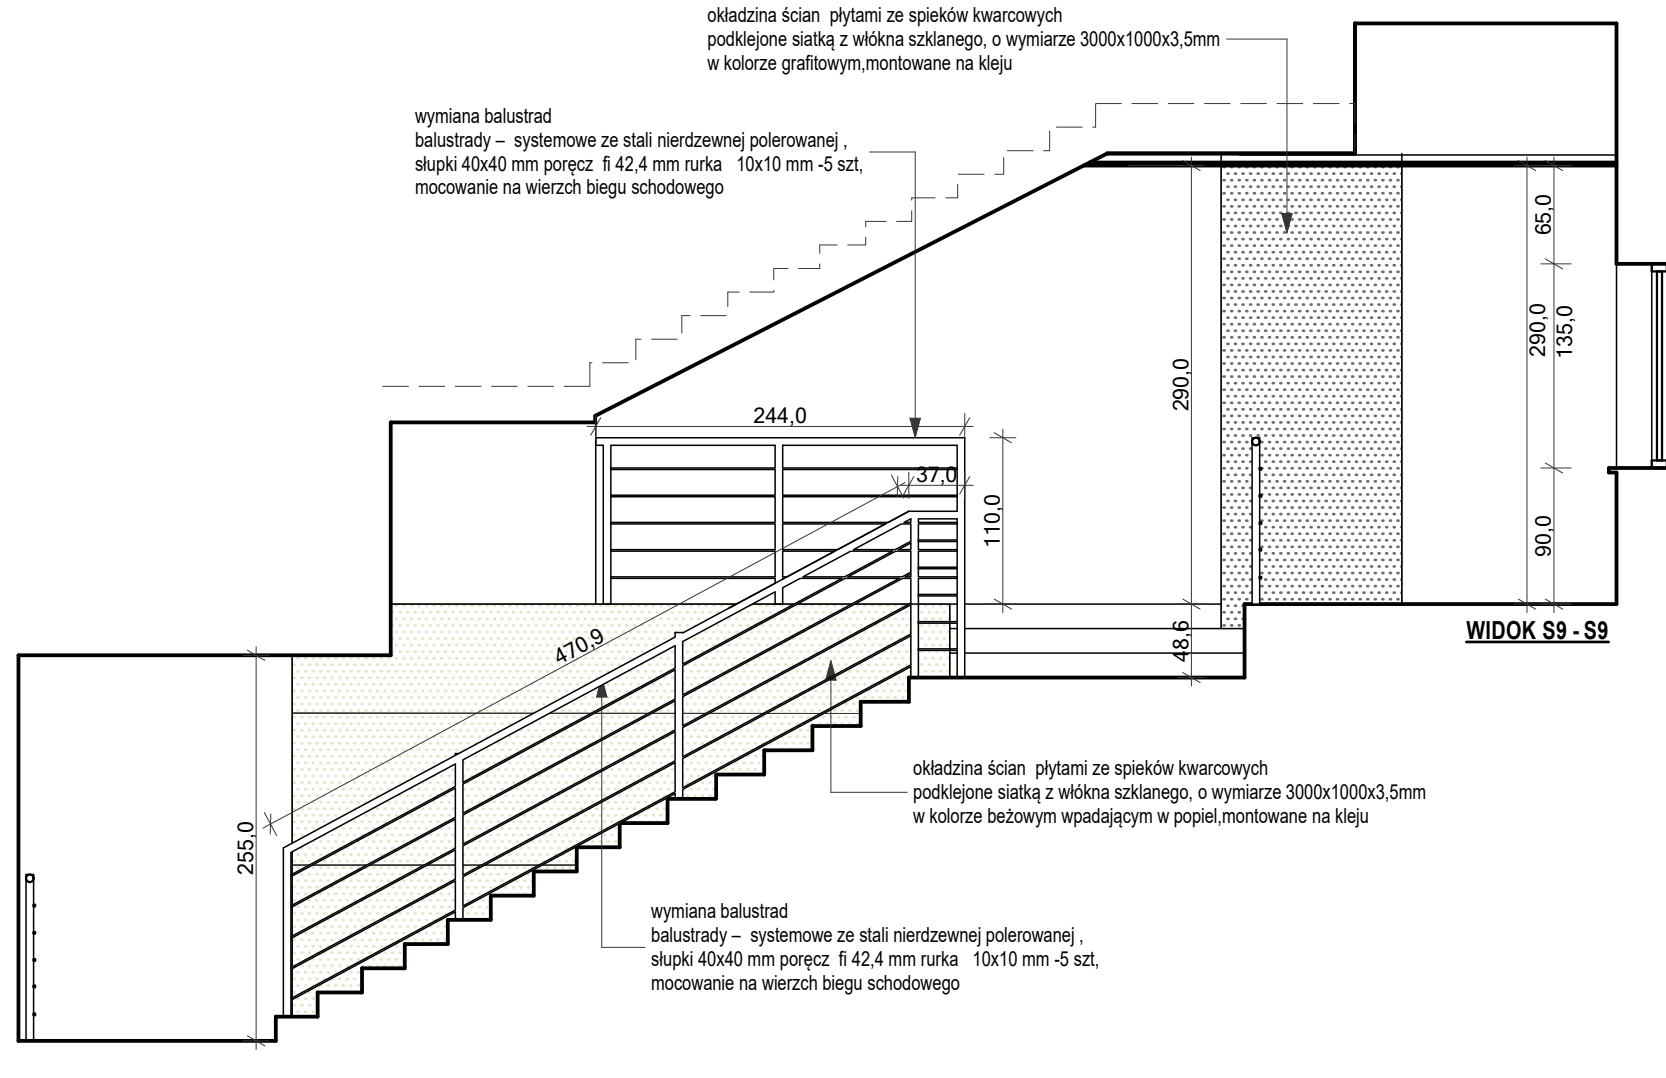 okładzina ścian płytami ze spieków kwarcowych
podklejone siatką z włókna szklanego, o wymiarze 3000x1000x3,5mm
w kolorze grafitowym,montowane na kleju
wymiana balustrad
balustrady – systemowe ze stali nierdzewnej polerowanej ,
słupki 40x40 mm poręcz fi 42,4 mm rurka 10x10 mm -5 szt,
mocowanie na wierzch biegu schodowego
65,0
290,0
135,0
290,0
244,0
37,0
110,0
90,0
48,6
WIDOK S9 - S9
470,9
255,0
okładzina ścian płytami ze spieków kwarcowych
podklejone siatką z włókna szklanego, o wymiarze 3000x1000x3,5mm
w kolorze beżowym wpadającym w popiel,montowane na kleju
wymiana balustrad
balustrady – systemowe ze stali nierdzewnej polerowanej ,
słupki 40x40 mm poręcz fi 42,4 mm rurka 10x10 mm -5 szt,
mocowanie na wierzch biegu schodowego